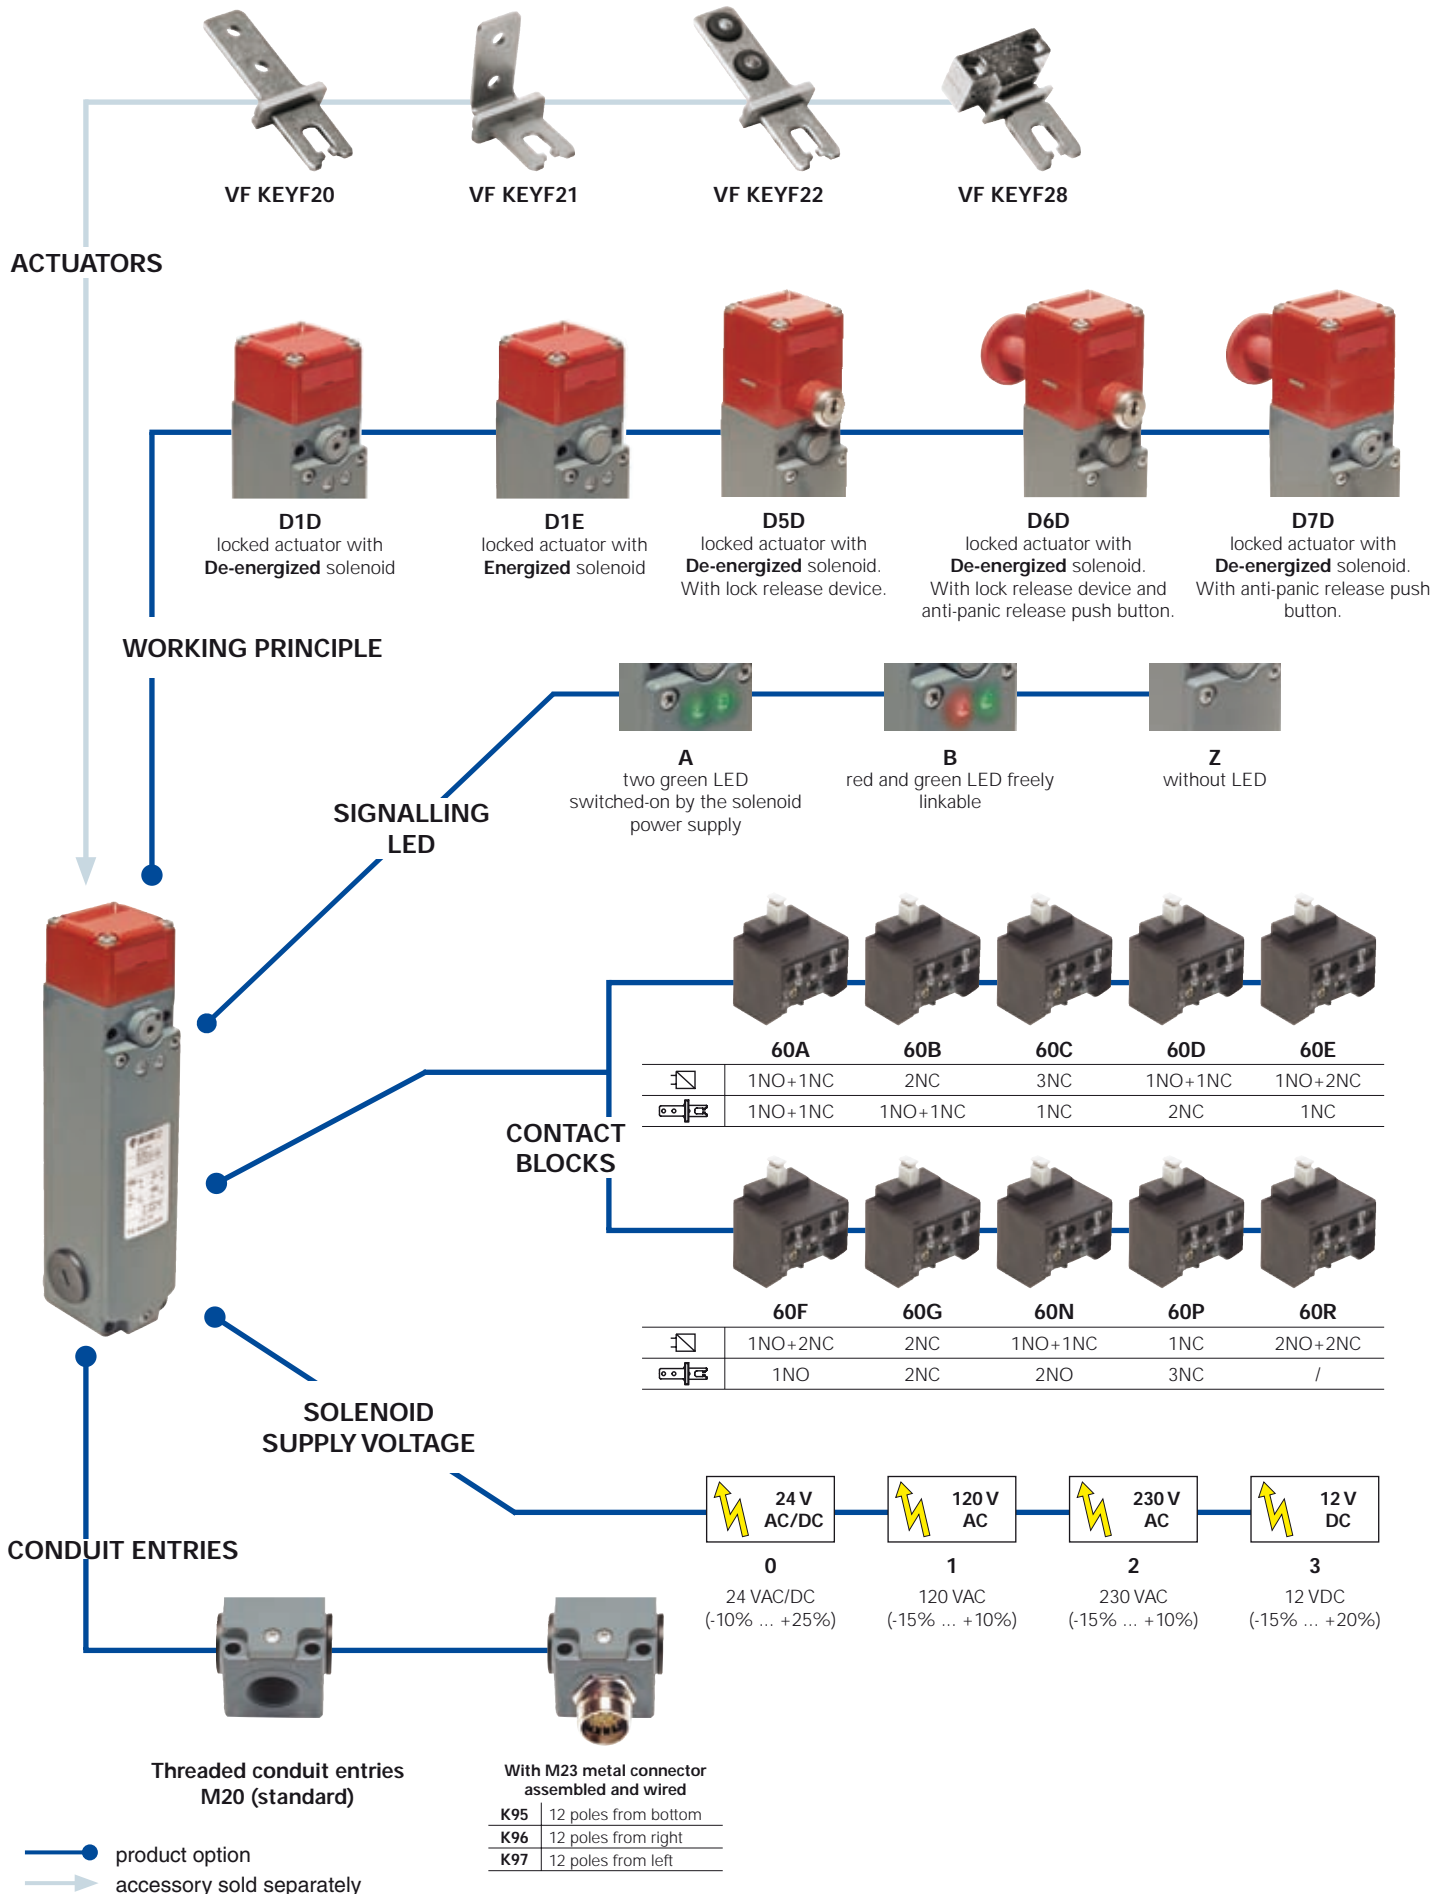 VF KEYF20
VF KEYF21
VF KEYF22
VF KEYF28
ACTUATORS
D1D
locked actuator with
De-energized solenoid
D1E
locked actuator with
Energized solenoid
D5D
locked actuator with
De-energized solenoid.
With lock release device.
D6D
locked actuator with
De-energized solenoid.
With lock release device and
anti-panic release push button.
D7D
locked actuator with
De-energized solenoid.
With anti-panic release push
button.
WORKING PRINCIPLE
A
two green LED
switched-on by the solenoid
power supply
B
red and green LED freely
linkable
Z
without LED
SIGNALLING
LED
60A 60B 60C 60D 60E
1NO+1NC 2NC 3NC 1NO+1NC 1NO+2NC
1NO+1NC 1NO+1NC 1NC 2NC 1NC
CONTACT
BLOCKS
60F 60G 60N 60P 60R
1NO+2NC 2NC 1NO+1NC 1NC 2NO+2NC
1NO 2NC 2NO 3NC /
SOLENOID
SUPPLY VOLTAGE
24 V
AC/DC
120 V
AC
230 V
AC
12 V
DC
0
24 VAC/DC
(-10% ... +25%)
1
120 VAC
(-15% ... +10%)
2
230 VAC
(-15% ... +10%)
3
12 VDC
(-15% ... +20%)
CONDUIT ENTRIES
Threaded conduit entries
M20 (standard)
With M23 metal connector
assembled and wired
K95 12 poles from bottom
K96 12 poles from right
K97 12 poles from left
product option
accessory sold separately